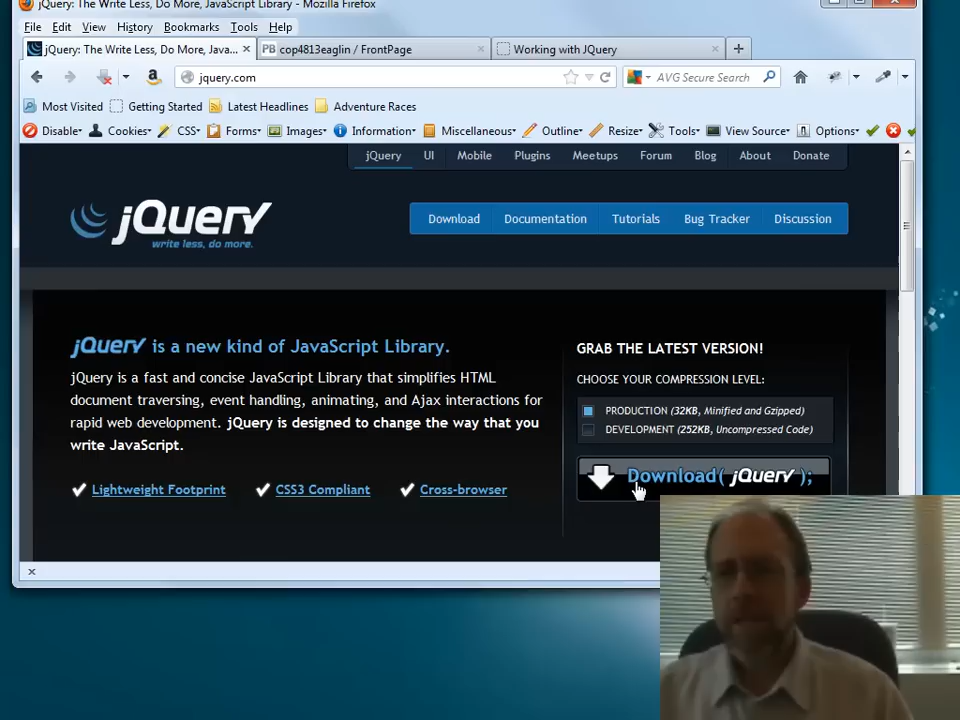 jQuery: The Write Less, Do More, JavaScript Library - Mozilla Firefox
File Edit View History Bookmarks Tools Help
jQuery: The Write Less, Do More, Java... × PB cop4813eaglin / FrontPage × Working with JQuery × +
a jquery.com AVG Secure Search
Most Visited Getting Started Latest Headlines Adventure Races
Disable Cookies CSS Forms Images Information Miscellaneous Outline Resize Tools View Source Options
jQuery UI Mobile Plugins Meetups Forum Blog About Donate
jQuery
write less, do more.
Download Documentation Tutorials Bug Tracker Discussion
jQuery is a new kind of JavaScript Library.
jQuery is a fast and concise JavaScript Library that simplifies HTML
document traversing, event handling, animating, and Ajax interactions for
rapid web development. jQuery is designed to change the way that you
write JavaScript.
Lightweight Footprint CSS3 Compliant Cross-browser
GRAB THE LATEST VERSION!
CHOOSE YOUR COMPRESSION LEVEL:
PRODUCTION (32KB, Minified and Gzipped)
DEVELOPMENT (252KB, Uncompressed Code)
Download( jQuery );
×